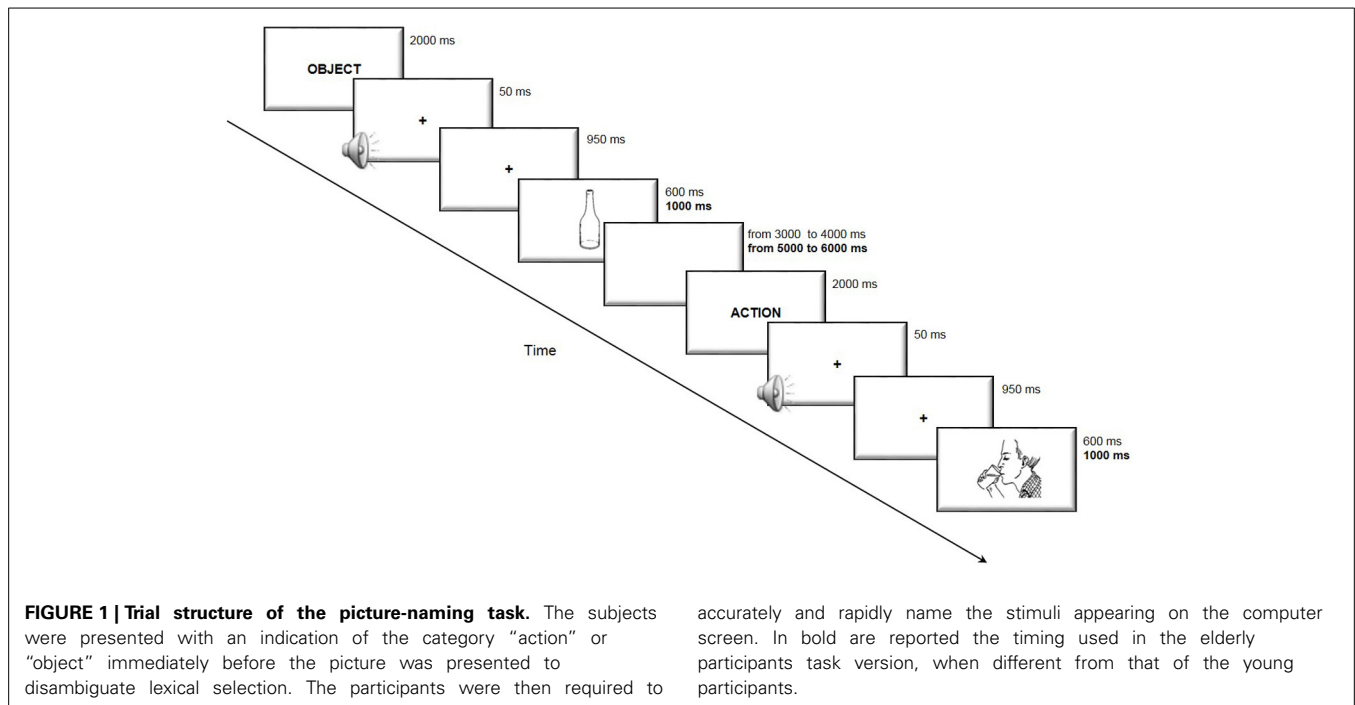 2000 ms
OBJECT
50 ms
+
950 ms
+
600 ms
1000 ms
from 3000 to 4000 ms
from 5000 to 6000 ms
2000 ms
ACTION
Time
50 ms
+
950 ms
+
600 ms
1000 ms
FIGURE 1 | Trial structure of the picture-naming task. The subjects
were presented with an indication of the category “action” or
“object” immediately before the picture was presented to
disambiguate lexical selection. The participants were then required to
accurately and rapidly name the stimuli appearing on the computer
screen. In bold are reported the timing used in the elderly
participants task version, when different from that of the young
participants.